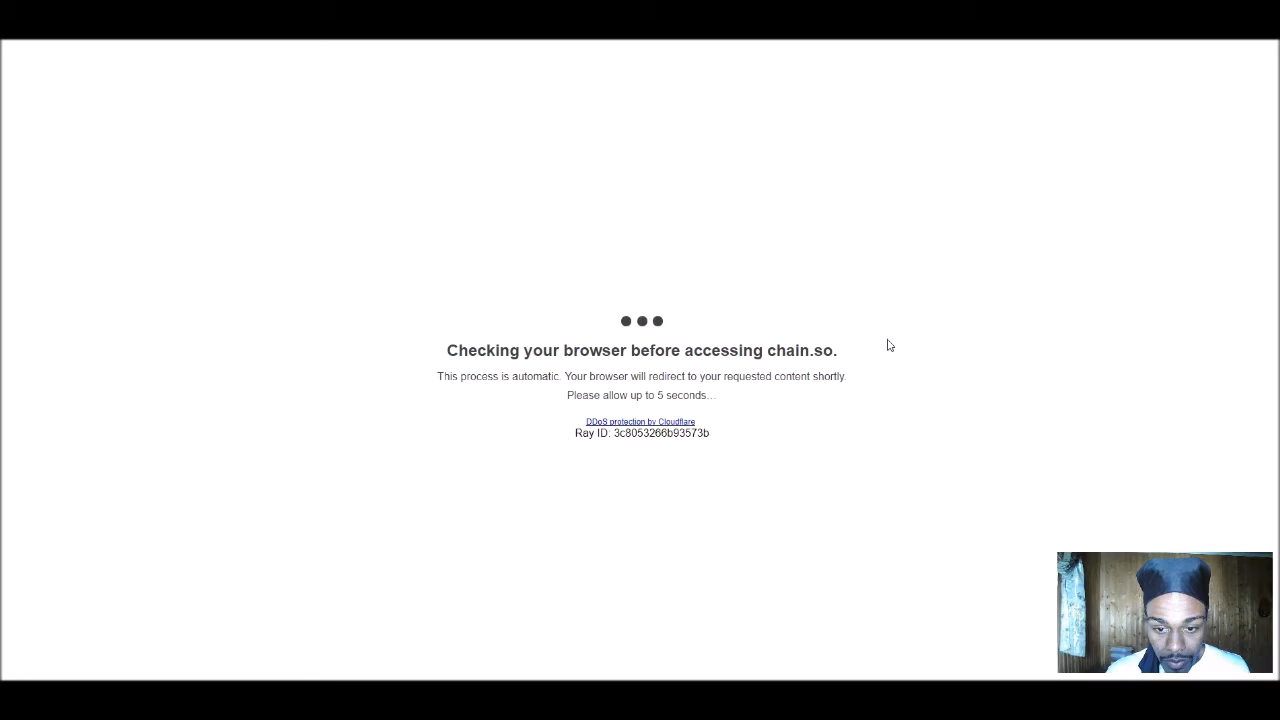 Checking your browser before accessing chain.so.
This process is automatic. Your browser will redirect to your requested content shortly.
Please allow up to 5 seconds...
DDoS protection by Cloudflare
Ray ID: 3c8053266b93573b